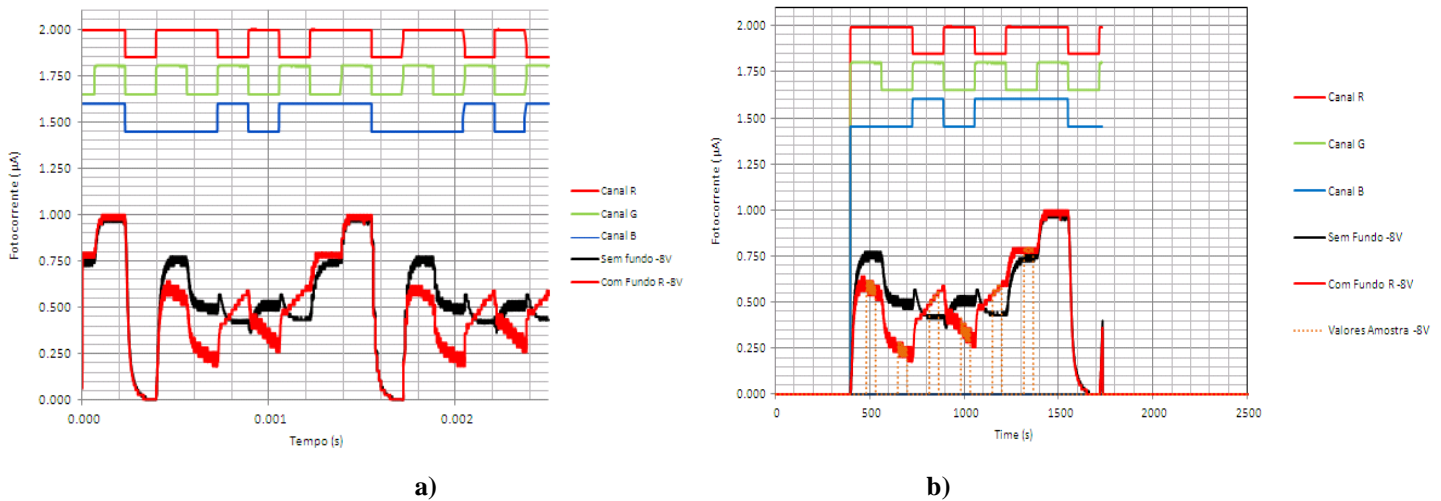 Fotocorrente (µA)
2.000
1.750
1.500
1.250
1.000
0.750
0.500
0.250
0.000
0.000
0.001
0.002
Tempo (s)
Canal R
Canal G
Canal B
Sem fundo -8V
Com Fundo R -8V
a)
Fotocorrente (µA)
2.000
1.750
1.500
1.250
1.000
0.750
0.500
0.250
0.000
0
500
1000
1500
2000
2500
Time (s)
Canal R
Canal G
Canal B
Sem Fundo -8V
Com Fundo R -8V
Valores Amostra -8V
b)